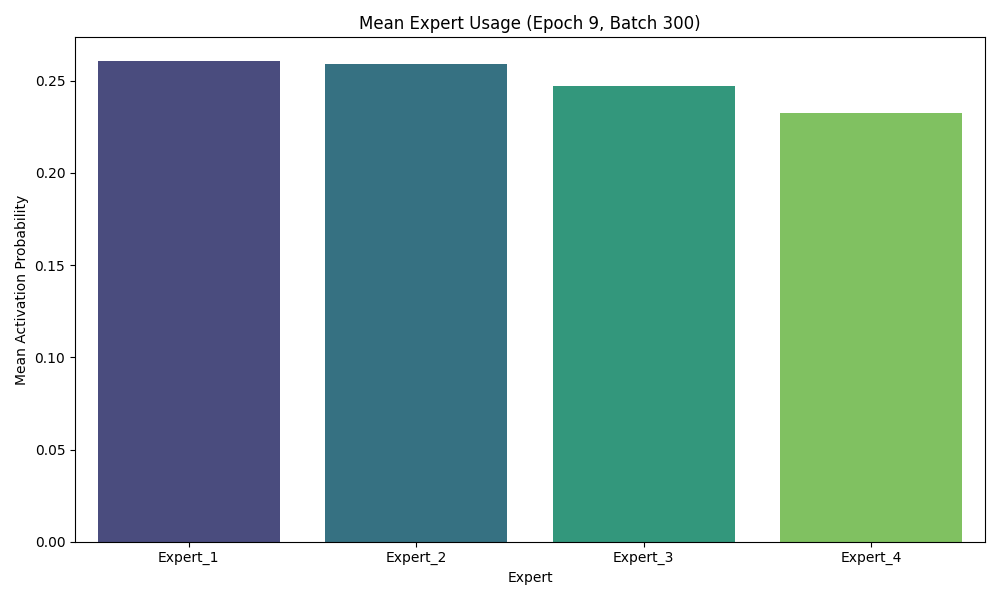 Mean Expert Usage (Epoch 9, Batch 300)
Mean Activation Probability
0.25
0.20
0.15
0.10
0.05
0.00
Expert_1
Expert_2
Expert_3
Expert_4
Expert